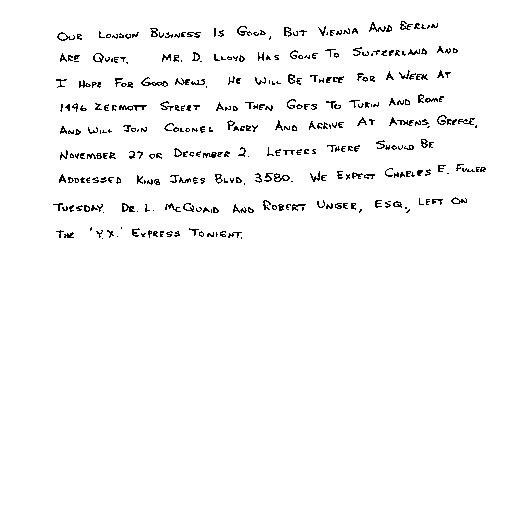 OUR LONDON BUSINESS IS GOOD, BUT VIENNA AND BERLIN
ARE QUIET. MR. D. LLOYD HAS GONE TO SWITZERLAND AND
I HOPE FOR GOOD NEWS. HE WILL BE THERE FOR A WEEK AT
1496 ZERMOTT STREET AND THEN GOES TO TURIN AND ROME
AND WILL JOIN COLONEL PARRY AND ARRIVE AT ATHENS, GREECE,
NOVEMBER 27 OR DECEMBER 2. LETTERS THERE SHOULD BE
ADDRESSED KING JAMES BLVD. 3580. WE EXPECT CHARLES E. FULLER
TUESDAY. DR. L. MCQUAID AND ROBERT UNGER, ESQ., LEFT ON
THE 'Y.X.' EXPRESS TONIGHT.